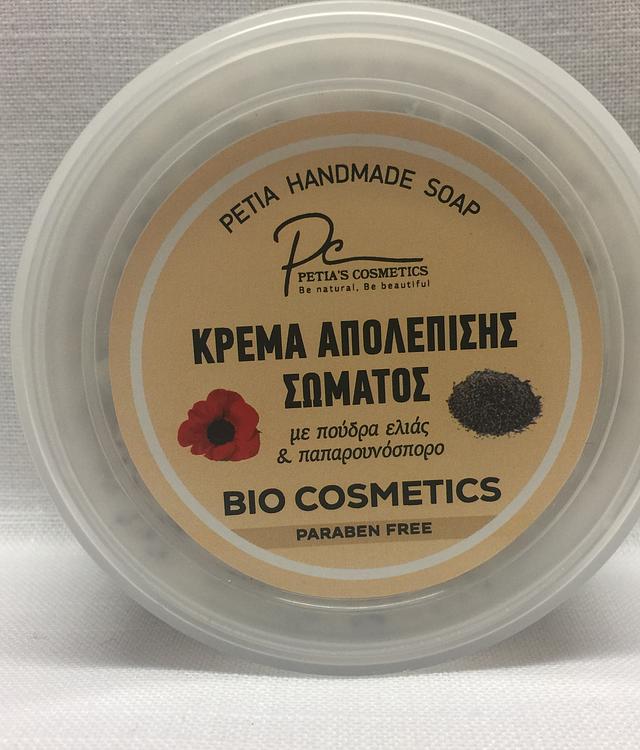 PETIA HANDMADE SOAP
Pc
PETIA'S COSMETICS
Be natural, Be beautiful
ΚΡΕΜΑ ΑΠΟΛΕΠΙΣΗΣ
ΣΩΜΑΤΟΣ
με πούδρα ελιάς
& παπαρουνόσπορο
BIO COSMETICS
PARABEN FREE